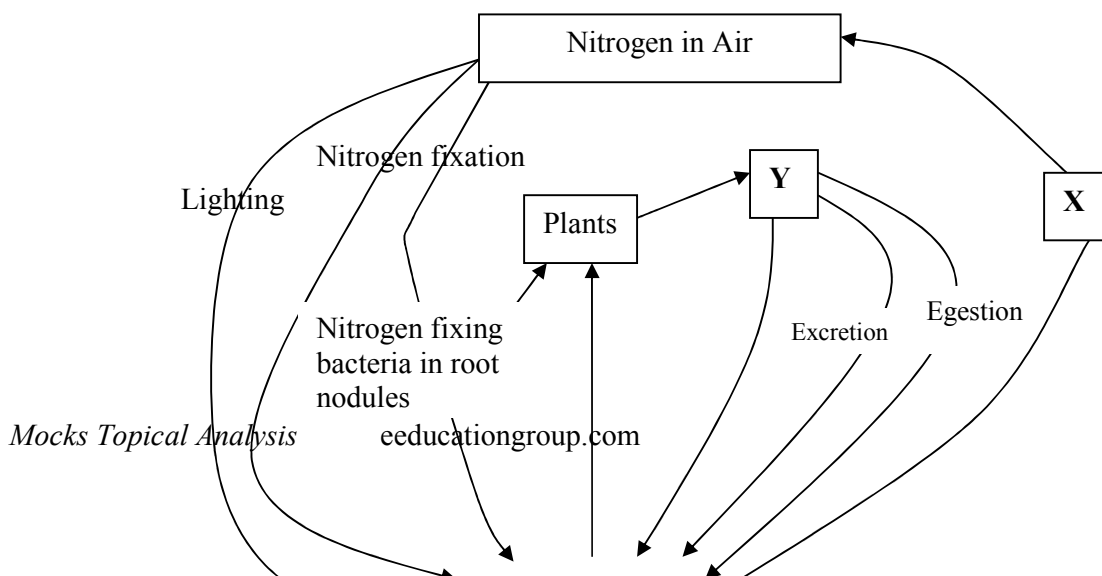 Nitrogen in Air
Nitrogen fixation
Lighting
Y
X
Plants
Nitrogen fixing
bacteria in root
nodules
Excretion
Egestion
Mocks Topical Analysis eeducationgroup.com